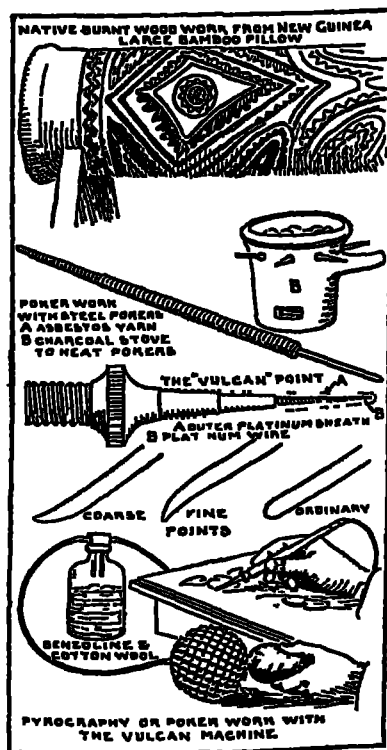 NATIVE BURNT WOOD WORK FROM NEW GUINEA
LARGE BAMBOO PILLOW
POKER WORK
WITH STEEL POKERS
A ASBESTOS YARN
B CHARCOAL STOVE
TO HEAT POKERS
B
THE "VULCAN" POINT
A
B
A OUTER PLATINUM SHEATH
B PLATINUM WIRE
COARSE
FINE
POINTS
ORDINARY
BENZOLINE &
COTTON WOOL
PYROGRAPHY OR POKER WORK WITH
THE VULCAN MACHINE